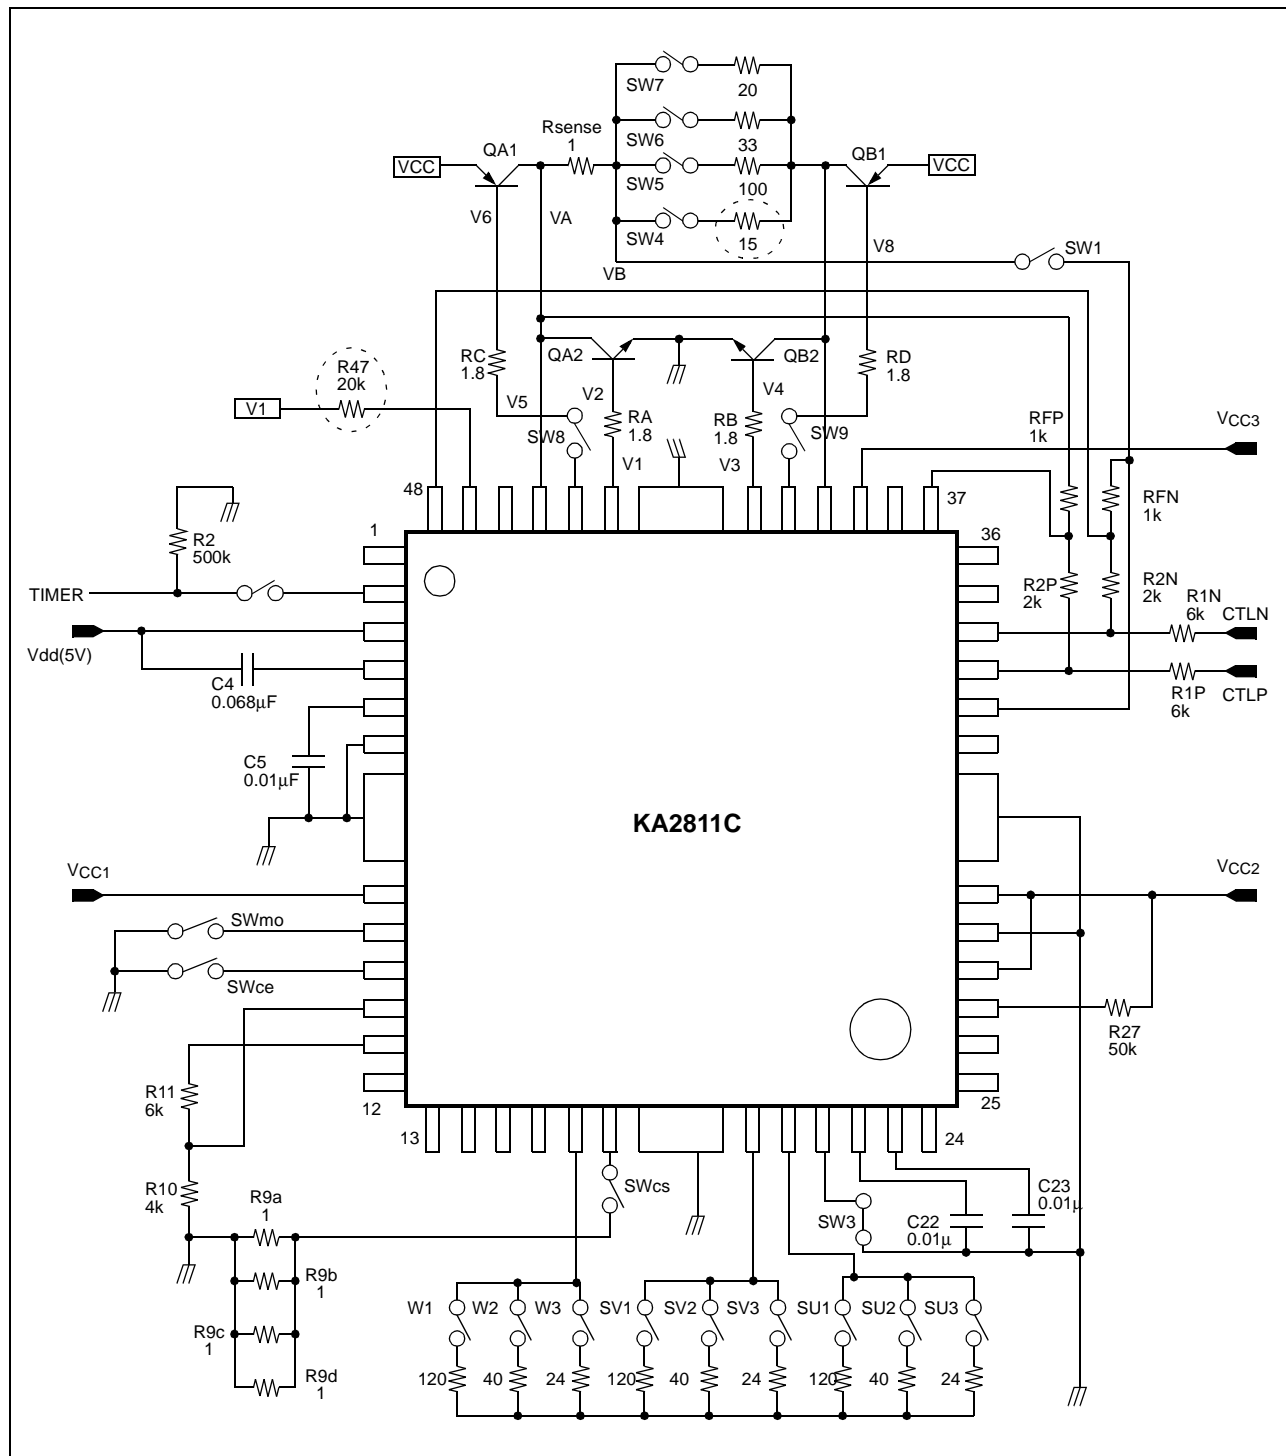 SW7
20
Rsense
1
SW6
33
QA1
QB1
VCC
VCC
SW5
100
V6
VA
SW4
15
V8
SW1
VB
R47
20k
RC
1.8
QA2
QB2
RD
1.8
V1
V5
V2
V4
RFP
1k
VCC3
SW8
RA
1.8
RB
1.8
SW9
V1
V3
48
37
RFN
1k
R2
500k
1
36
TIMER
R2P
2k
R2N
2k
R1N
6k
CTLN
Vdd(5V)
C4
0.068µF
R1P
6k
CTLP
C5
0.01µF
KA2811C
VCC1
VCC2
SWmo
SWce
R27
50k
R11
6k
12
25
13
24
R10
4k
R9a
1
SWcs
SW3
C22
0.01µ
C23
0.01µ
R9b
1
R9c
1
R9d
1
W1
W2
W3
SV1
SV2
SV3
SU1
SU2
SU3
120
40
24
120
40
24
120
40
24